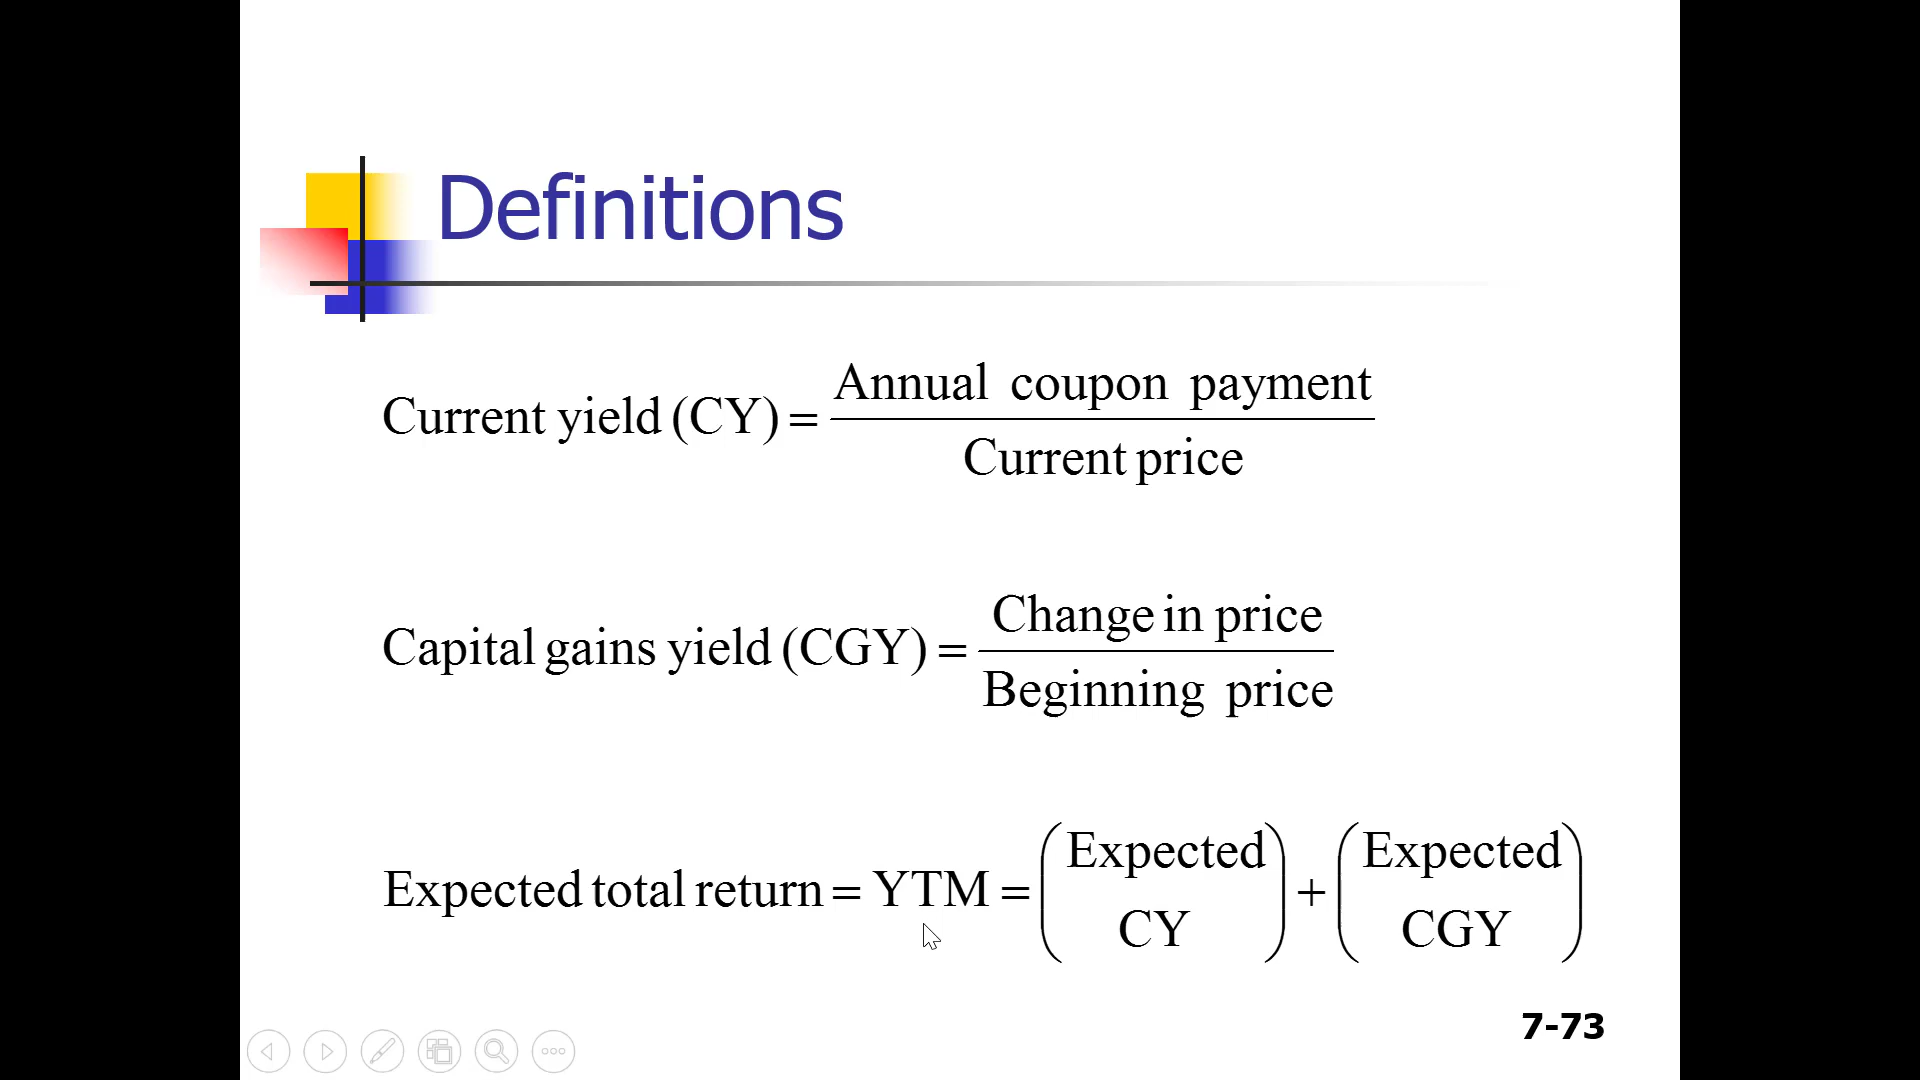 Definitions
Current yield (CY) = Annual coupon payment / Current price
Capital gains yield (CGY) = Change in price / Beginning price
Expected total return = YTM = (Expected CY) + (Expected CGY)
7-73